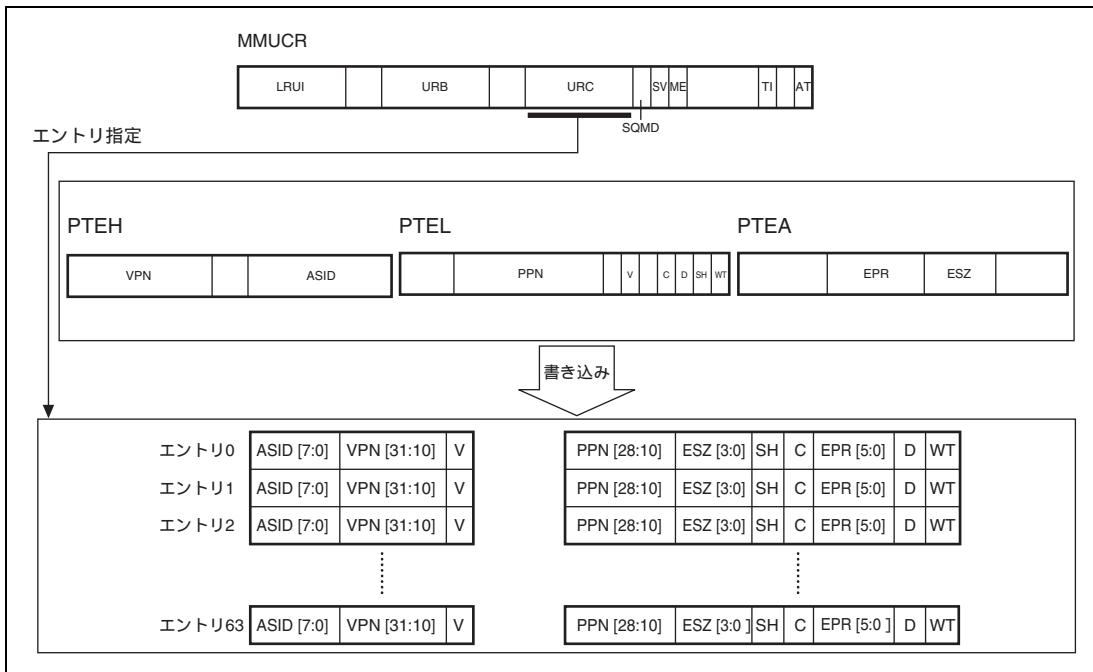 MMUCR
LRUI URB URC SV ME TI AT
SQMD
エントリ指定
PTEH PTEL PTEA
VPN ASID PPN V C D SH WT EPR ESZ
書き込み
エントリ0 ASID [7:0] VPN [31:10] V PPN [28:10] ESZ [3:0] SH C EPR [5:0] D WT
エントリ1 ASID [7:0] VPN [31:10] V PPN [28:10] ESZ [3:0] SH C EPR [5:0] D WT
エントリ2 ASID [7:0] VPN [31:10] V PPN [28:10] ESZ [3:0] SH C EPR [5:0] D WT
エントリ63 ASID [7:0] VPN [31:10] V PPN [28:10] ESZ [3:0 ] SH C EPR [5:0 ] D WT